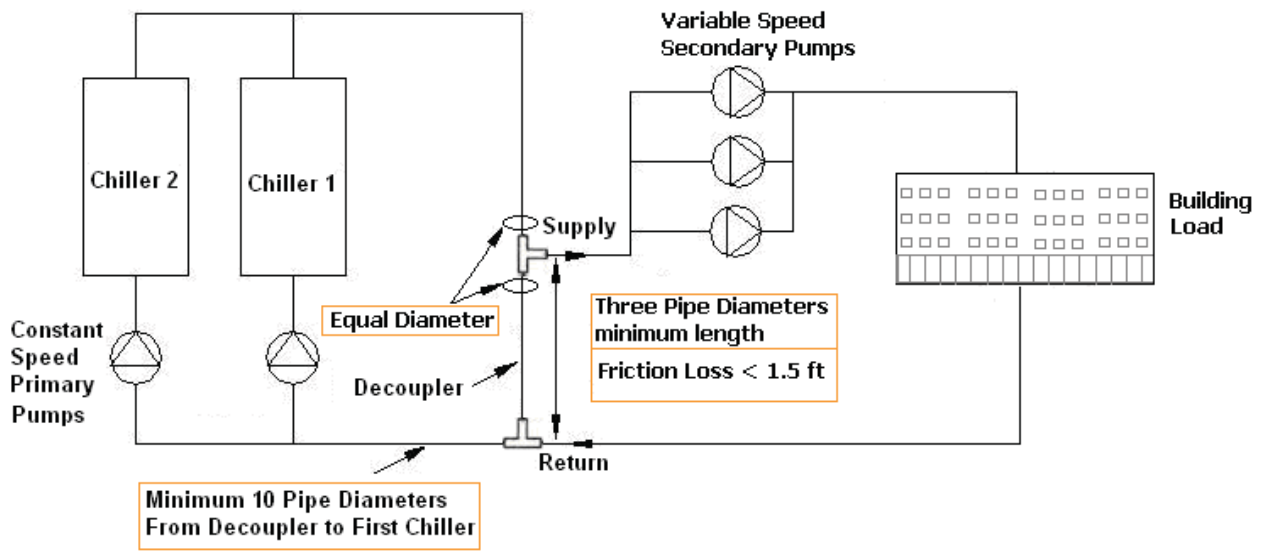 Variable Speed
Secondary Pumps
Chiller 2
Chiller 1
Building
Load
Supply
Equal Diameter
Three Pipe Diameters
minimum length
Friction Loss < 1.5 ft
Constant
Speed
Primary
Pumps
Decoupler
Return
Minimum 10 Pipe Diameters
From Decoupler to First Chiller